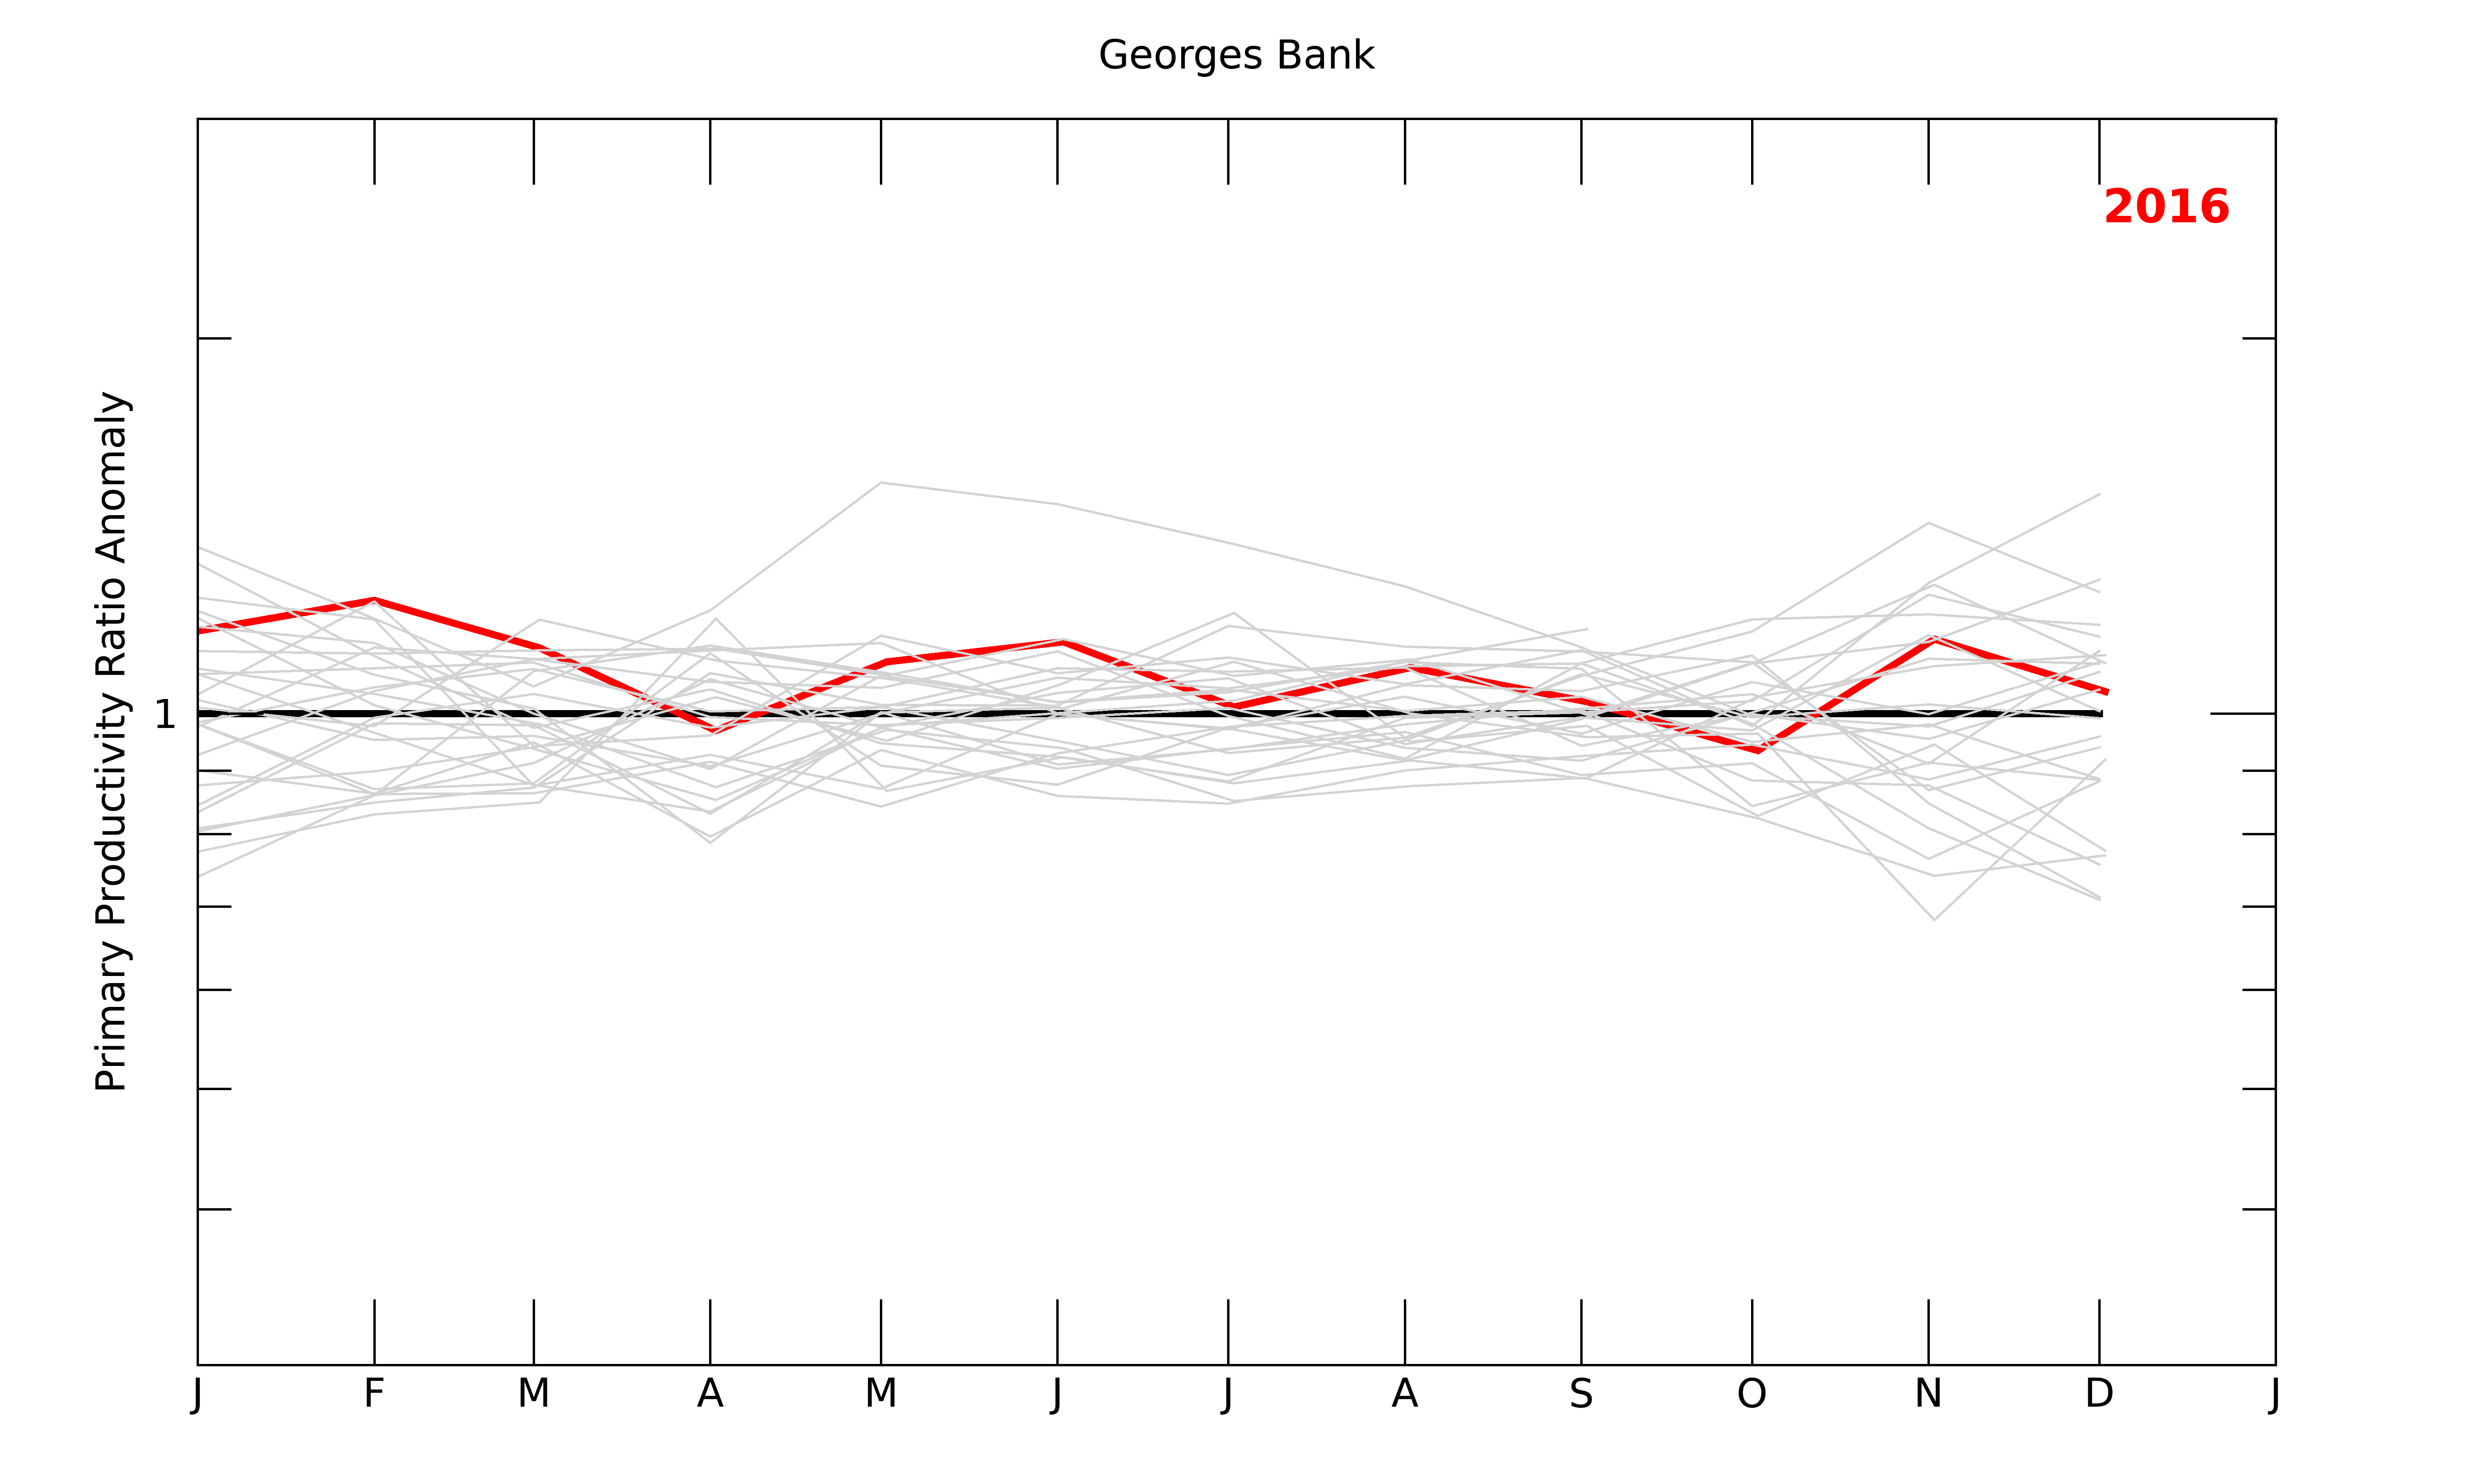 Georges Bank
2016
Primary Productivity Ratio Anomaly
1
J F M A M J J A S O N D J